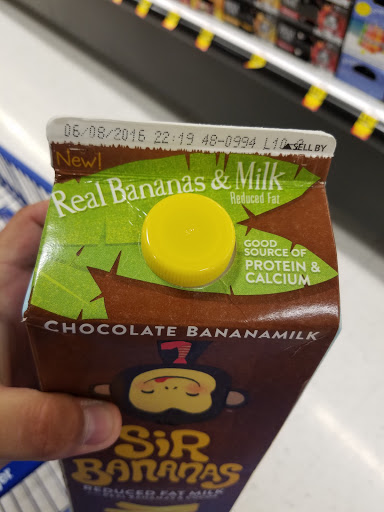 06/08/2016 22:19 48-0994 L10 SELL BY
New!
Real Bananas & Milk
Reduced Fat
GOOD
SOURCE OF
PROTEIN &
CALCIUM
CHOCOLATE BANANAMILK
SIR
BANANAS
REDUCED FAT MILK